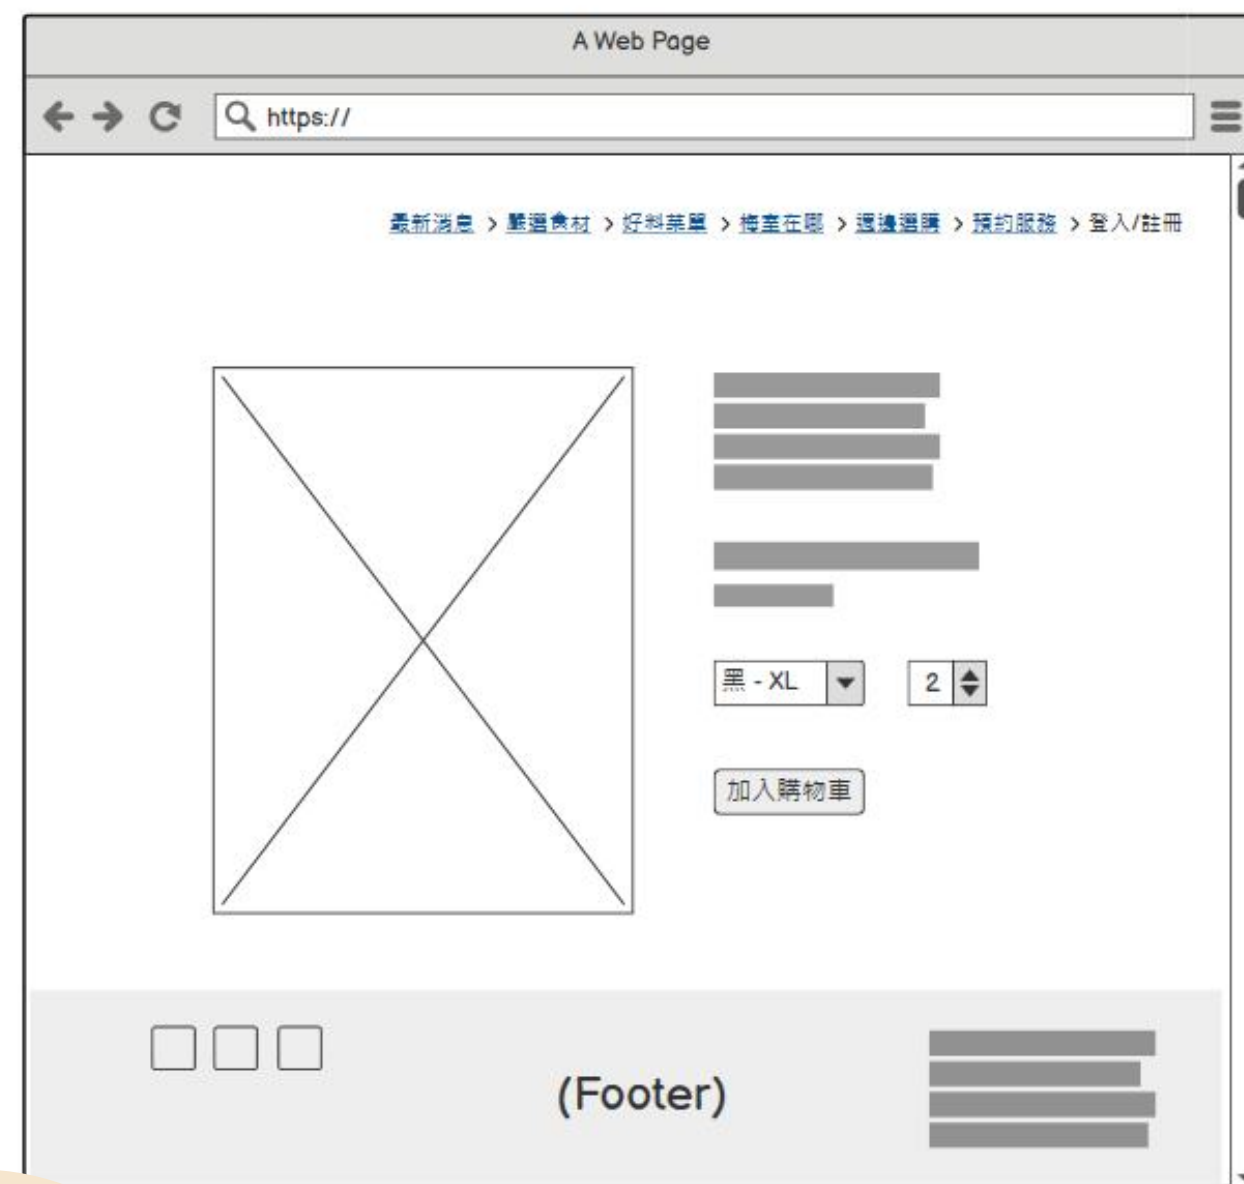 A Web Page
https://
最新消息 > 嚴選食材 > 好料菜單 > 梅室在哪 > 週邊選購 > 預約服務 > 登入/註冊
黑 - XL
2
加入購物車
(Footer)